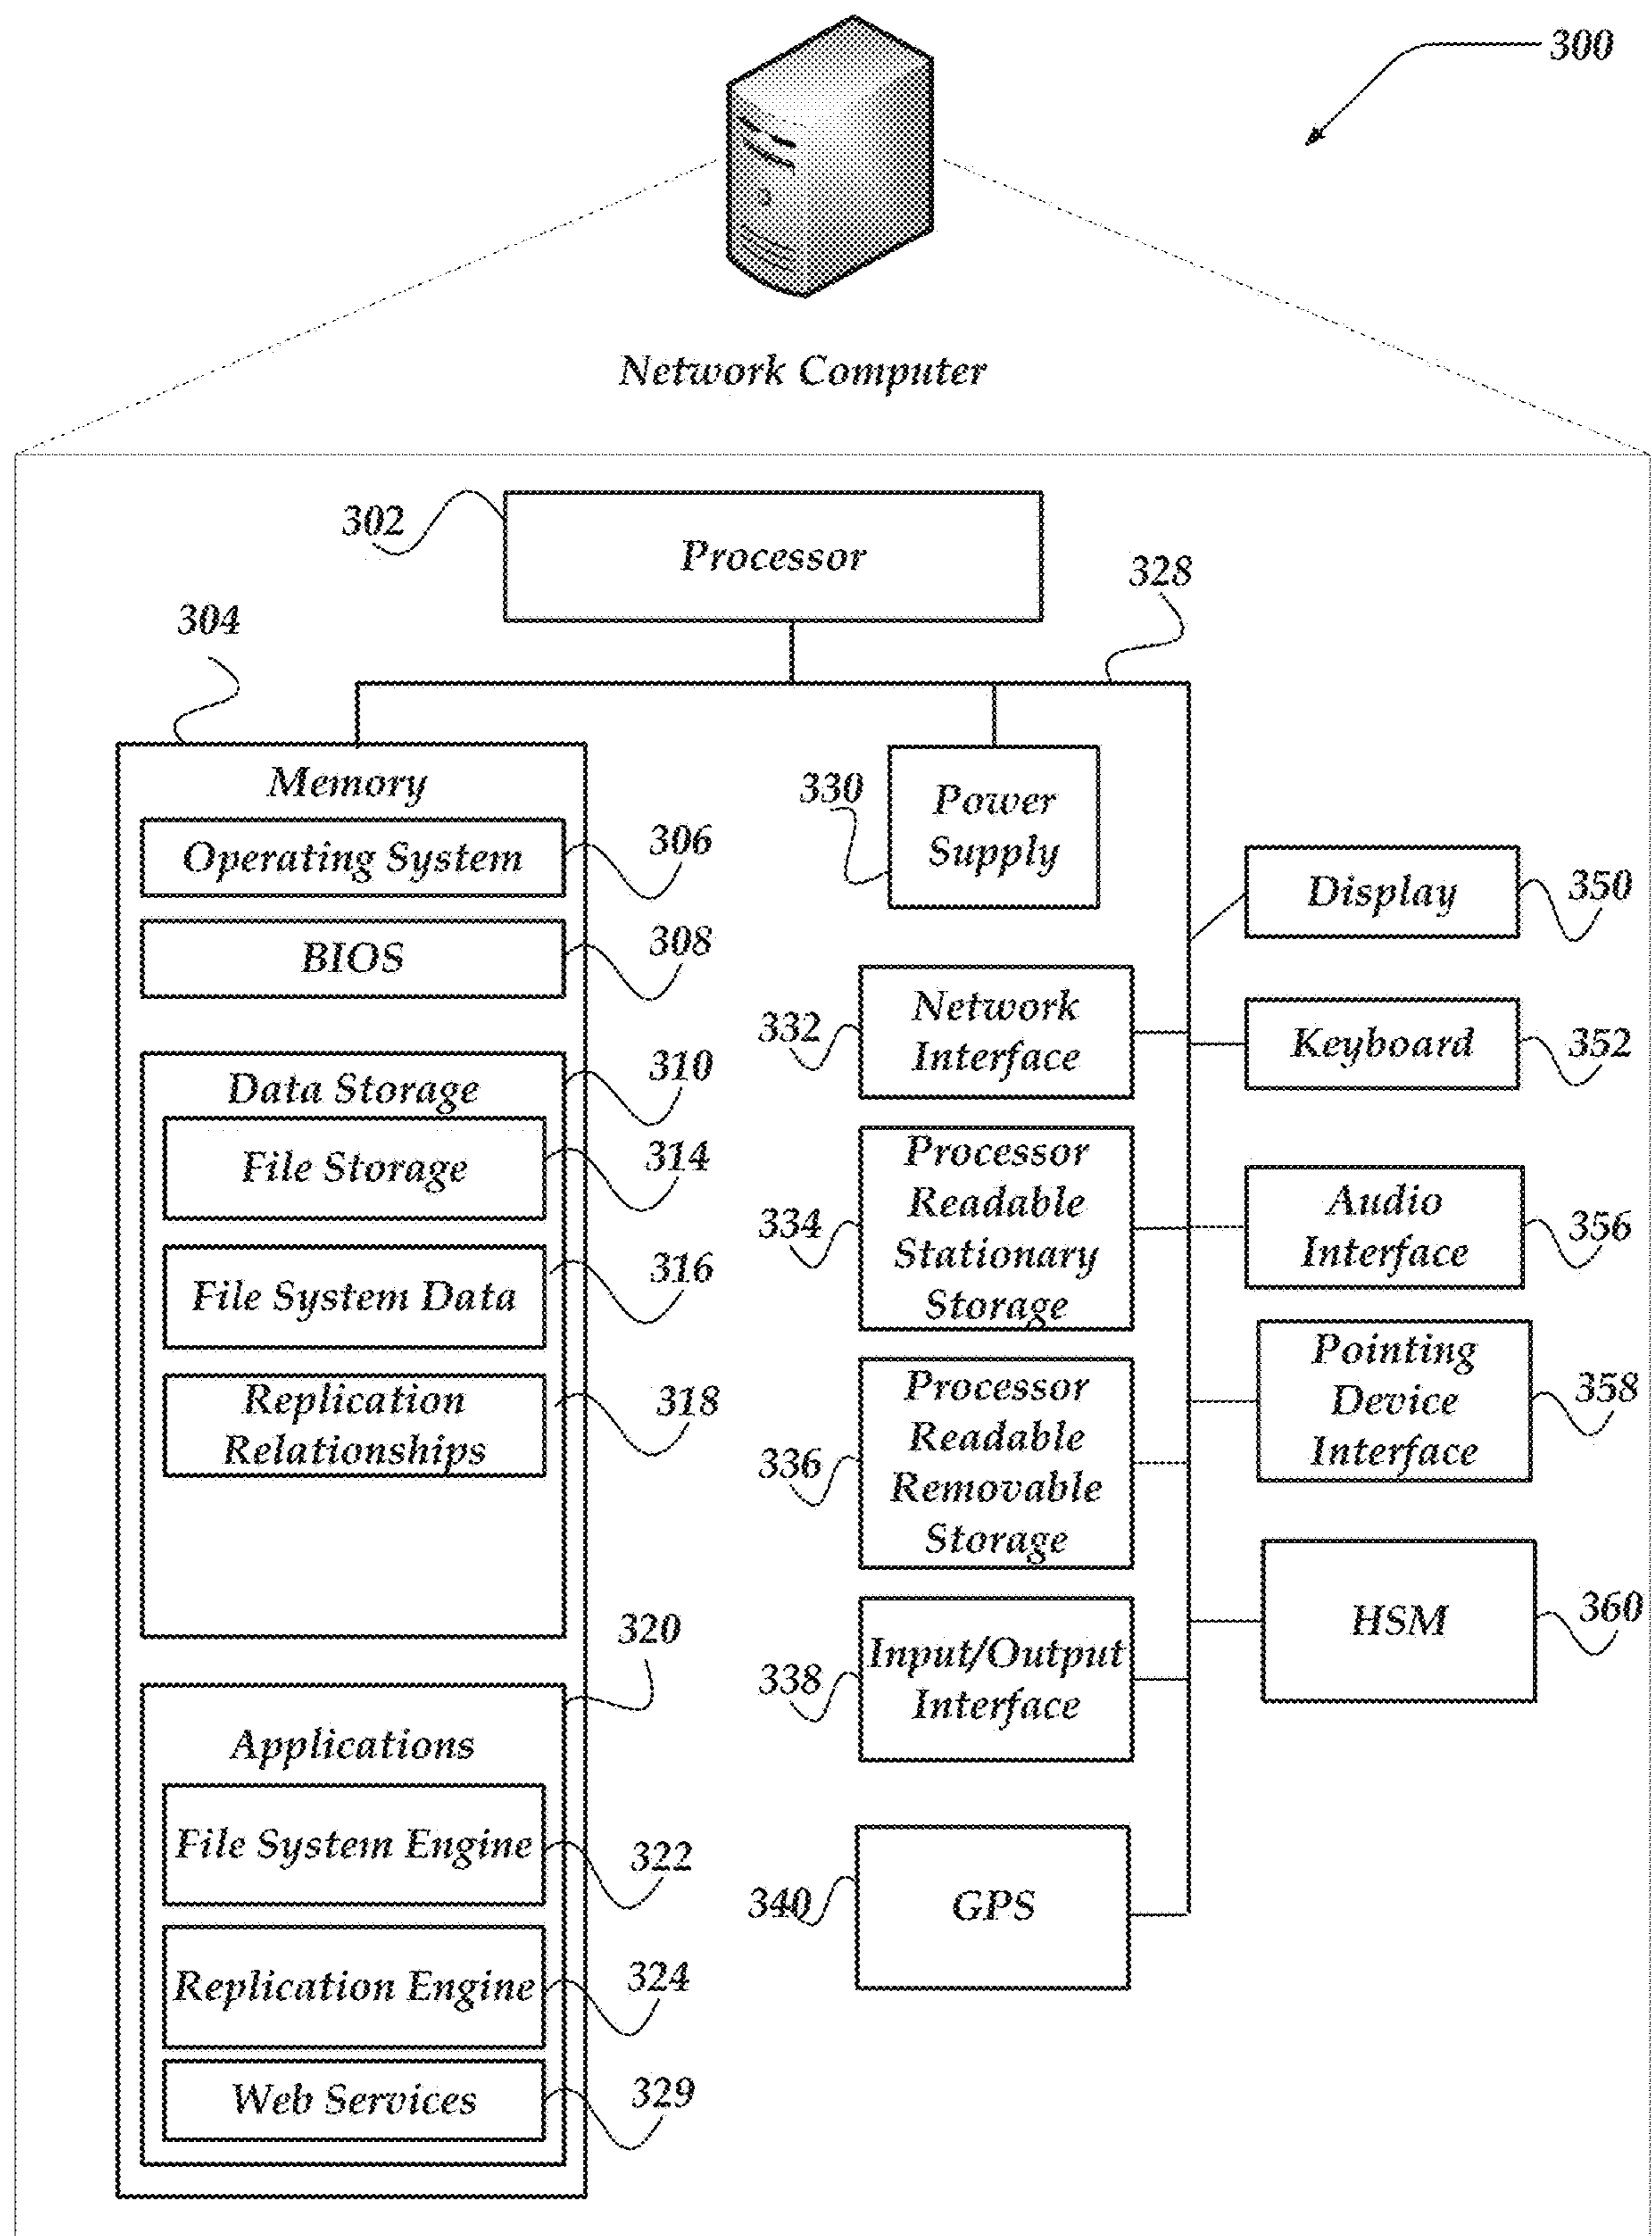 300
Network Computer
302
Processor
328
304
Memory
Operating System
306
BIOS
308
Data Storage
310
File Storage
314
File System Data
316
Replication
Relationships
318
320
Applications
File System Engine
322
Replication Engine
324
Web Services
329
330
Power
Supply
332
Network
Interface
334
Processor
Readable
Stationary
Storage
336
Processor
Readable
Removable
Storage
338
Input/Output
Interface
340
GPS
Display
350
Keyboard
352
Audio
Interface
356
Pointing
Device
Interface
358
HSM
360